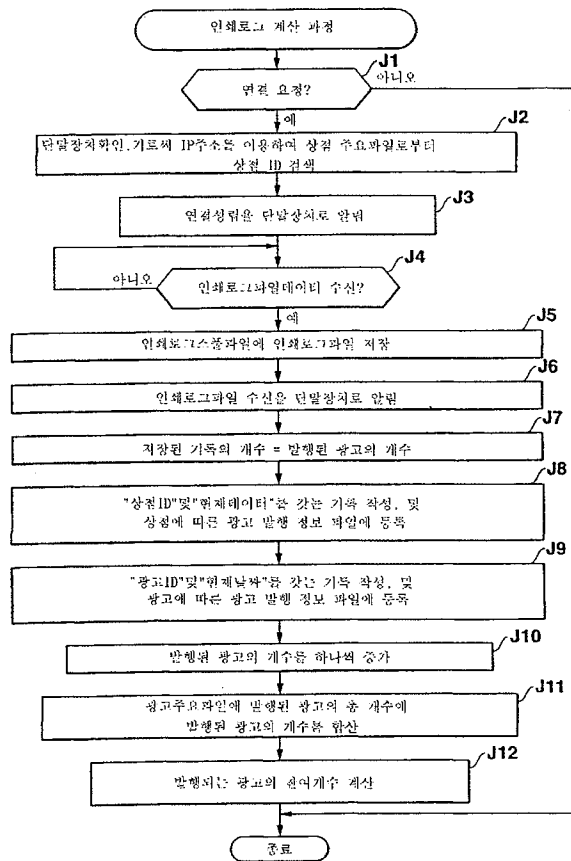 인쇄로그 계산 과정
J1
연결 요청?
아니오
예
J2
단말장치확인, 기로써 IP주소를 이용하여 상점 주요파일로부터
상점 ID 검색
J3
연결성립을 단말장치로 알림
J4
아니오
인쇄로그파일데이터 수신?
예
J5
인쇄로그스풀파일에 인쇄로그파일 저장
J6
인쇄로그파일 수신을 단말장치로 알림
J7
저장된 기록의 개수 = 발행된 광고의 개수
J8
"상점ID"및"현재데이터"를 갖는 기록 작성, 및
상점에 따른 광고 발행 정보 파일에 등록
J9
"광고ID"및"현재날짜"를 갖는 기록 작성, 및
광고에 따른 광고 발행 정보 파일에 등록
J10
발행된 광고의 개수를 하나씩 증가
J11
광고주요파일에 발행된 광고의 총 개수에
발행된 광고의 개수를 합산
J12
발행되는 광고의 잔여개수 계산
종료